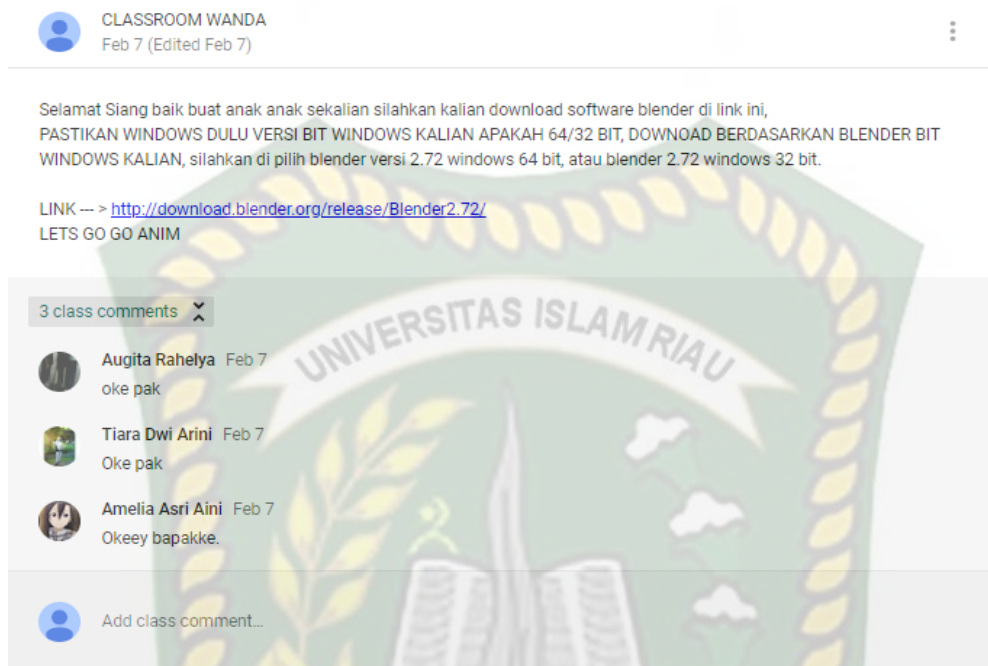 CLASSROOM WANDA
Feb 7 (Edited Feb 7)
Selamat Siang baik buat anak anak sekalian silahkan kalian download software blender di link ini,
PASTIKAN WINDOWS DULU VERSI BIT WINDOWS KALIAN APAKAH 64/32 BIT, DOWNOAD BERDASARKAN BLENDER BIT
WINDOWS KALIAN, silahkan di pilih blender versi 2.72 windows 64 bit, atau blender 2.72 windows 32 bit.
LINK --- > http://download.blender.org/release/Blender2.72/
LETS GO GO ANIM
3 class comments
UNIVERSITAS ISLAM RIAU
Augita Rahelya Feb 7
oke pak
Tiara Dwi Arini Feb 7
Oke pak
Amelia Asri Aini Feb 7
Okeey bapakke.
Add class comment...